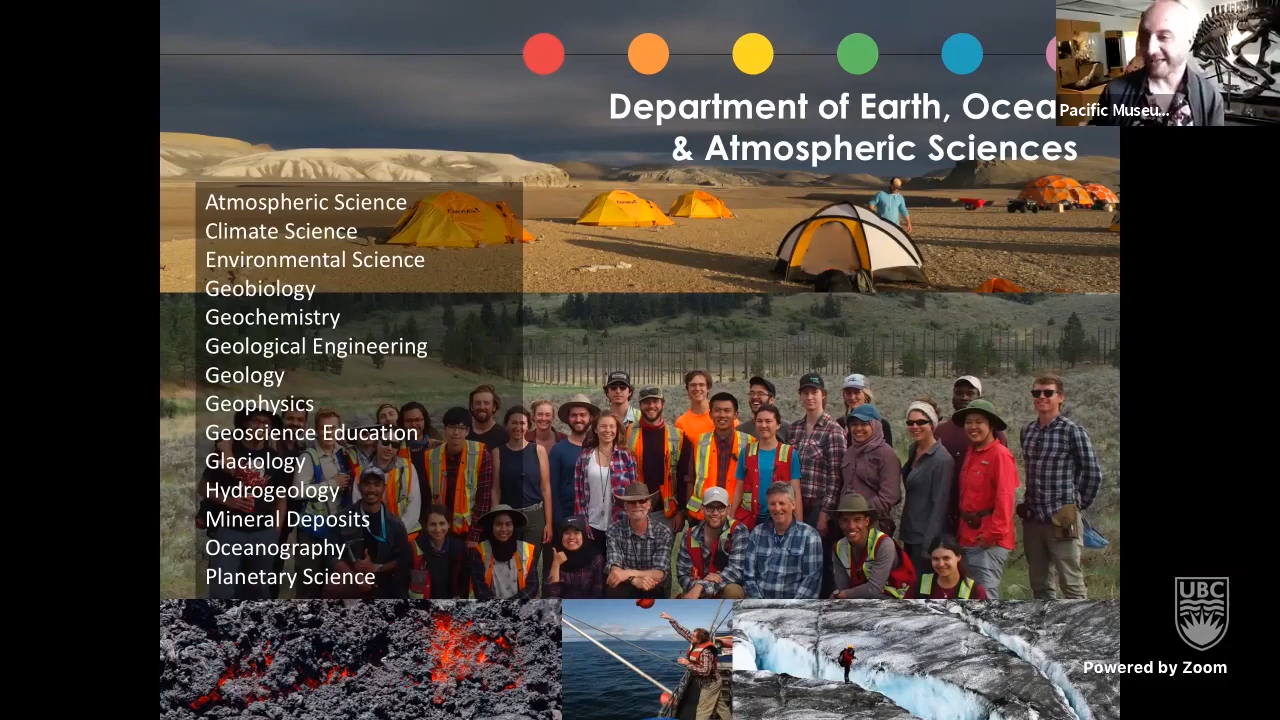 Department of Earth, Ocea
& Atmospheric Sciences
Pacific Museu...
Atmospheric Science
Climate Science
Environmental Science
Geobiology
Geochemistry
Geological Engineering
Geology
Geophysics
Geoscience Education
Glaciology
Hydrogeology
Mineral Deposits
Oceanography
Planetary Science
UBC
Powered by Zoom